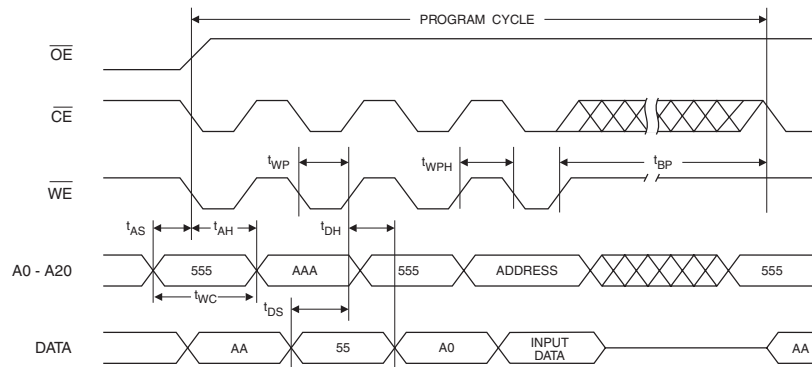 PROGRAM CYCLE
OE
CE
tWP
tWPH
tBP
WE
tAS
tAH
tDH
A0 - A20
555
AAA
555
ADDRESS
555
tWC
tDS
DATA
AA
55
A0
INPUT
DATA
AA